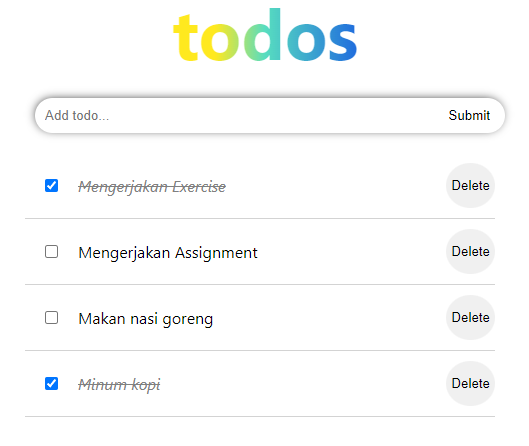 todos
Add todo... Submit
Mengerjakan Exercise Delete
Mengerjakan Assignment Delete
Makan nasi goreng Delete
Minum kopi Delete